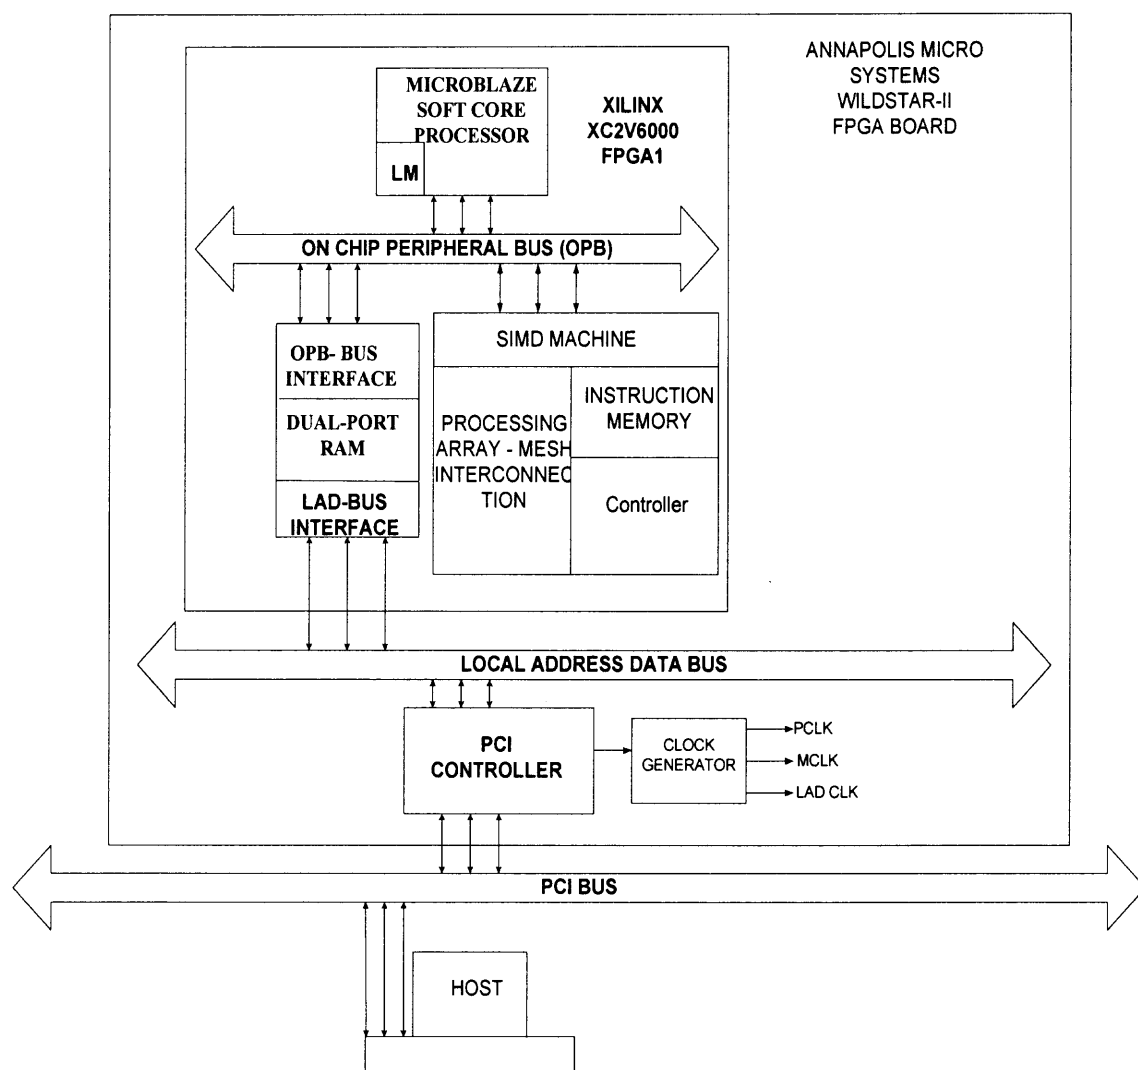 ANNAPOLIS MICRO
SYSTEMS
WILDSTAR-II
FPGA BOARD
MICROBLAZE
SOFT CORE
PROCESSOR
LM
XILINX
XC2V6000
FPGA1
ON CHIP PERIPHERAL BUS (OPB)
OPB- BUS
INTERFACE
DUAL-PORT
RAM
LAD-BUS
INTERFACE
SIMD MACHINE
PROCESSING
ARRAY - MESH
INTERCONNEC
TION
INSTRUCTION
MEMORY
Controller
LOCAL ADDRESS DATA BUS
PCI
CONTROLLER
CLOCK
GENERATOR
PCLK
MCLK
LAD CLK
PCI BUS
HOST